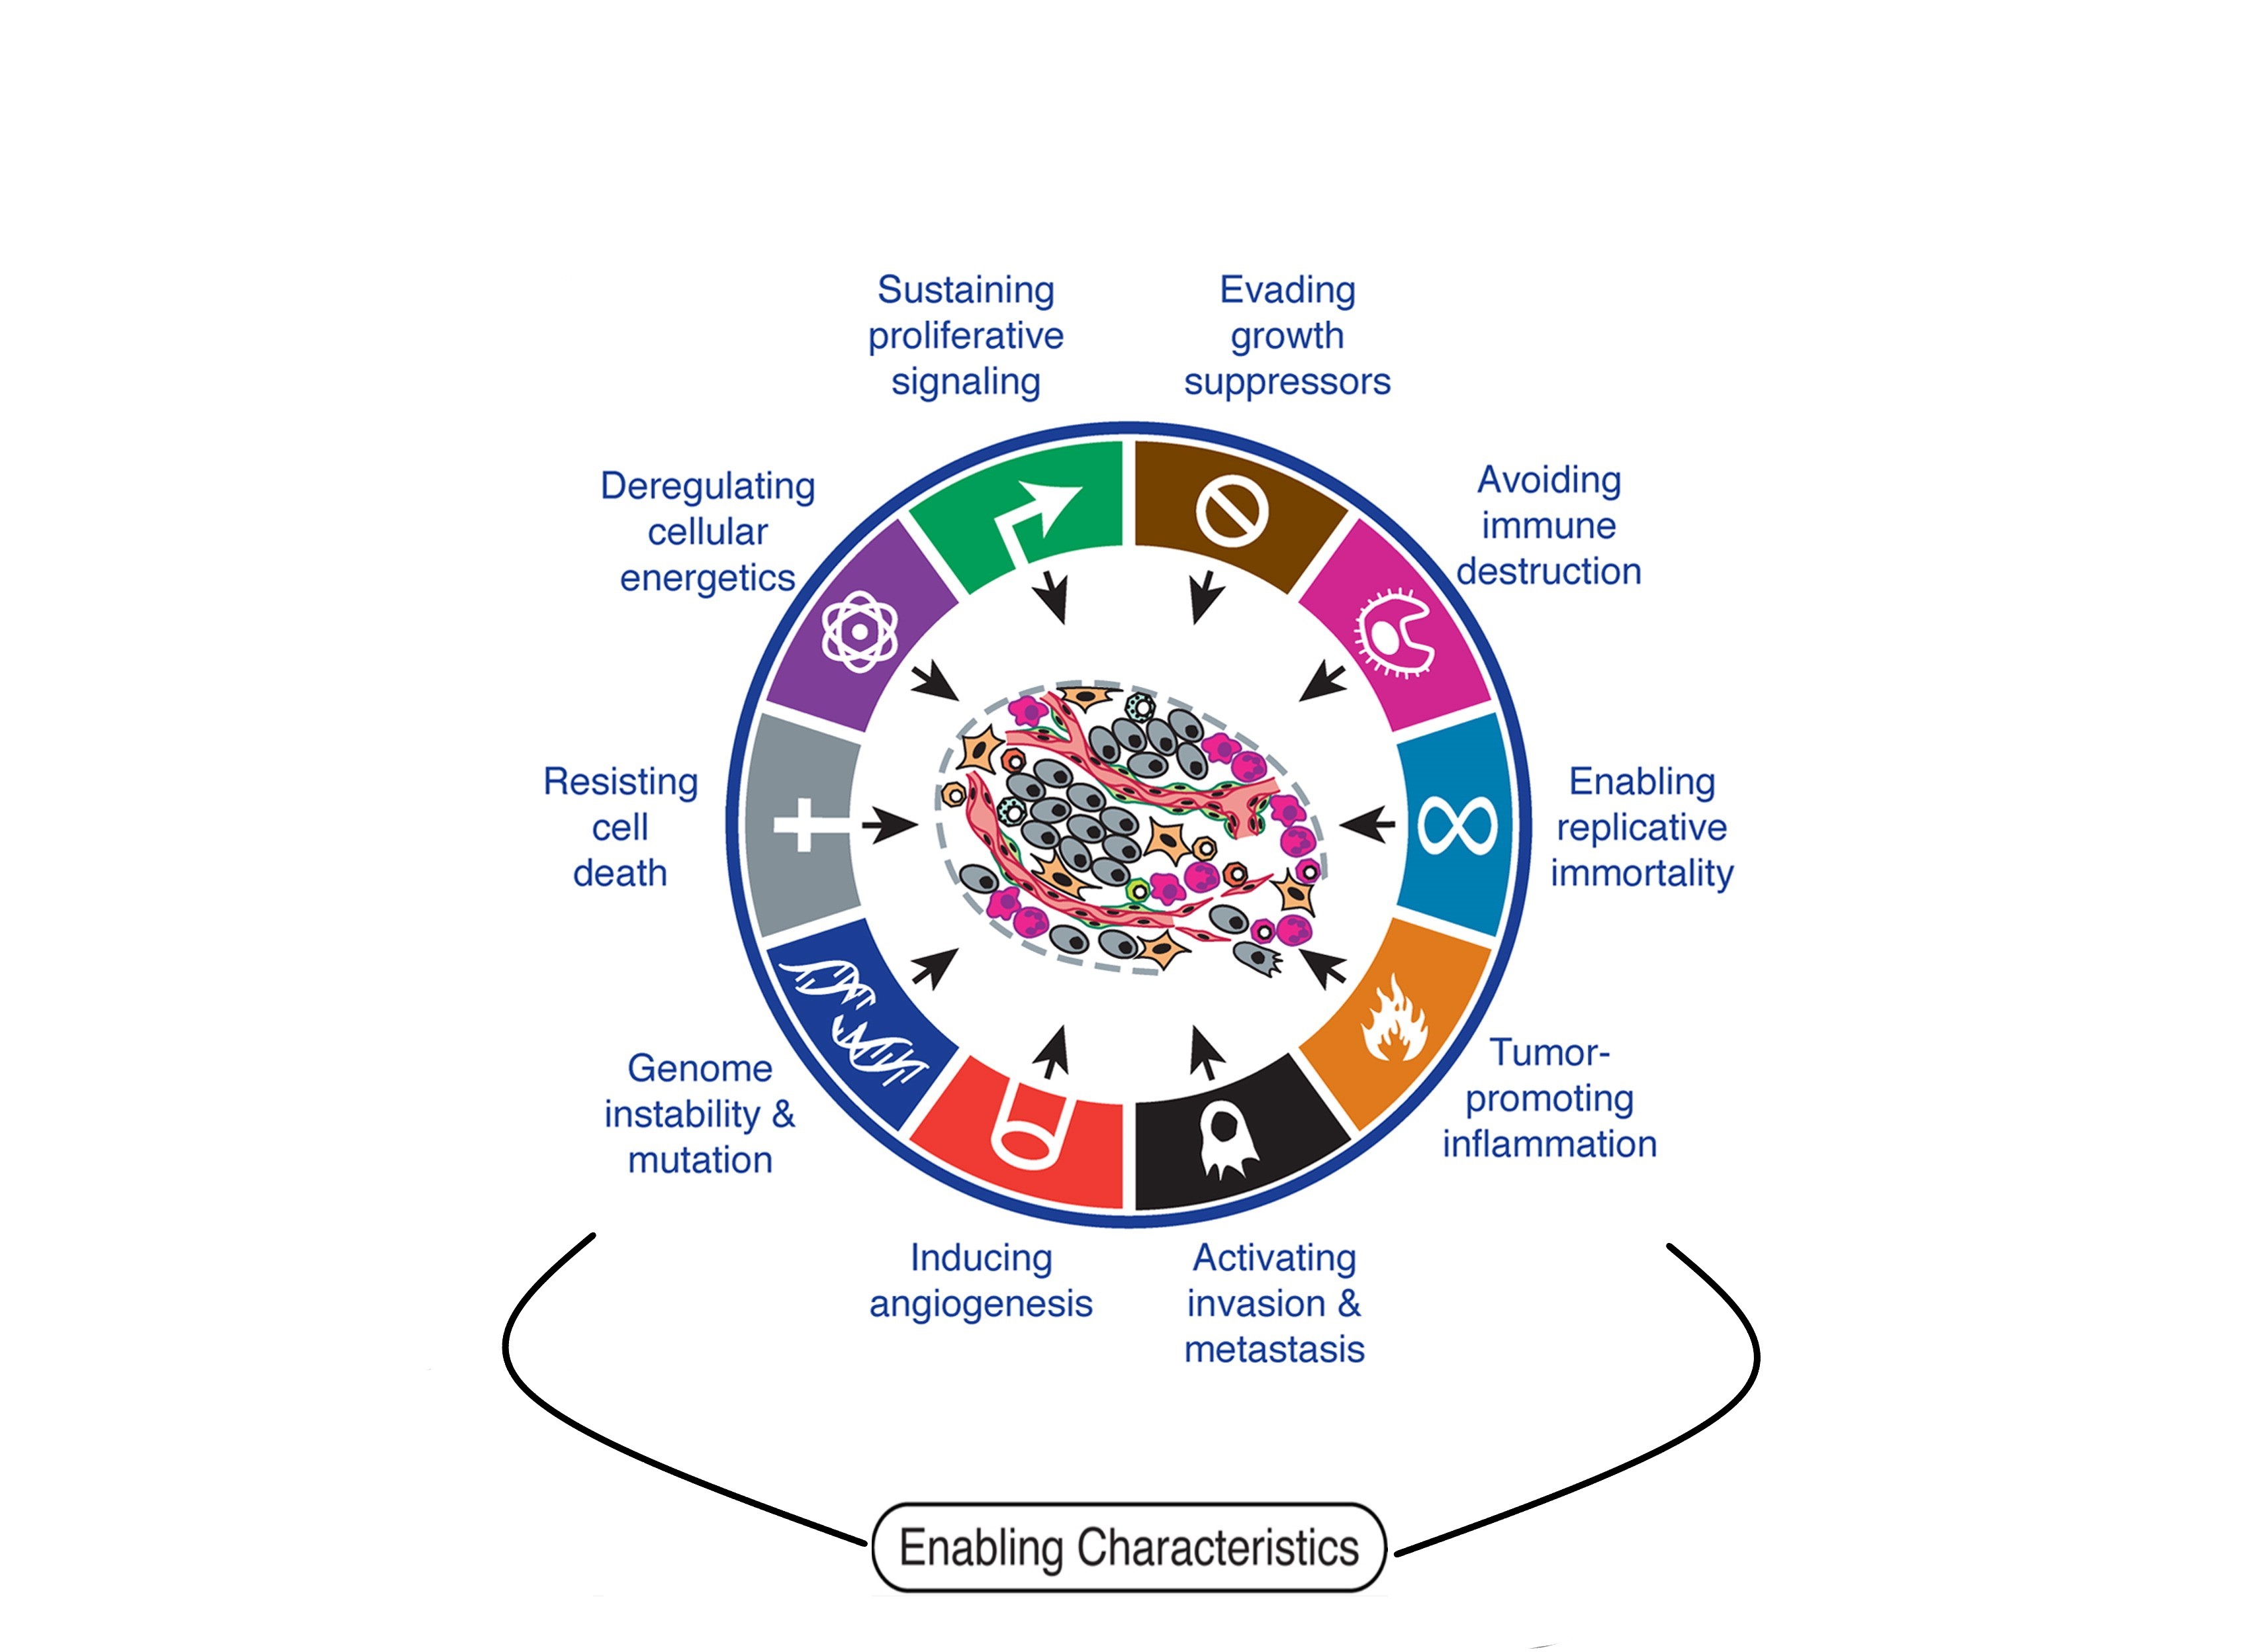 Sustaining
proliferative
signaling
Evading
growth
suppressors
Avoiding
immune
destruction
Enabling
replicative
immortality
Tumor-
promoting
inflammation
Activating
invasion &
metastasis
Inducing
angiogenesis
Genome
instability &
mutation
Resisting
cell
death
Deregulating
cellular
energetics
Enabling Characteristics